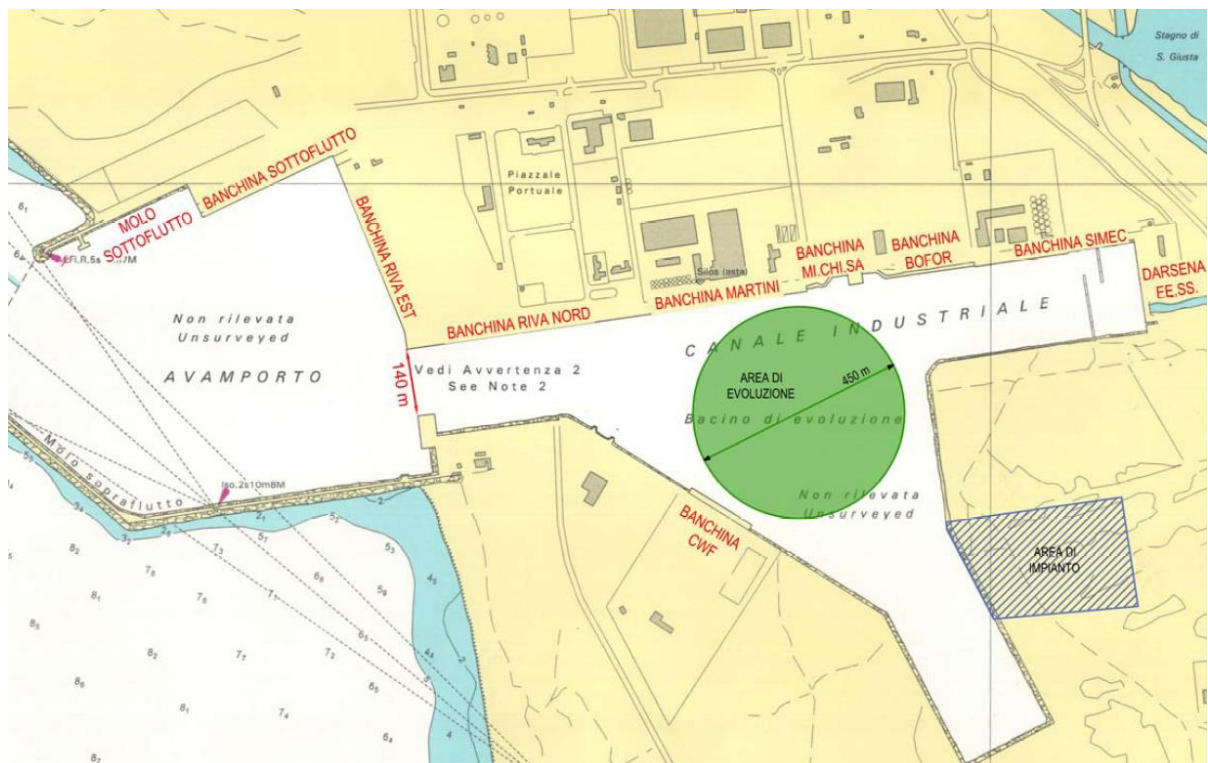 Stagno di
S. Giusta
BANCHINA SOTTOFLUTTO
MOLO
SOTTOFLUTTO
Piazzale
Portuale
BANCHINA RIVA EST
BANCHINA
MI.CHI.SA
BANCHINA
BOFOR
BANCHINA SIMEC
DARSENA
EE.SS.
Silos (asta)
BANCHINA MARTINI
BANCHINA RIVA NORD
Non rilevata
Unsurveyed
AVAMPORTO
140 m
Vedi Avvertenza 2
See Note 2
CANALE INDUSTRIALE
AREA DI
EVOLUZIONE
450 m
Bacino di evoluzione
Non rilevata
Unsurveyed
Molo sopraflutto
Iso.2s10m8M
BANCHINA
CWF
AREA DI
IMPIANTO